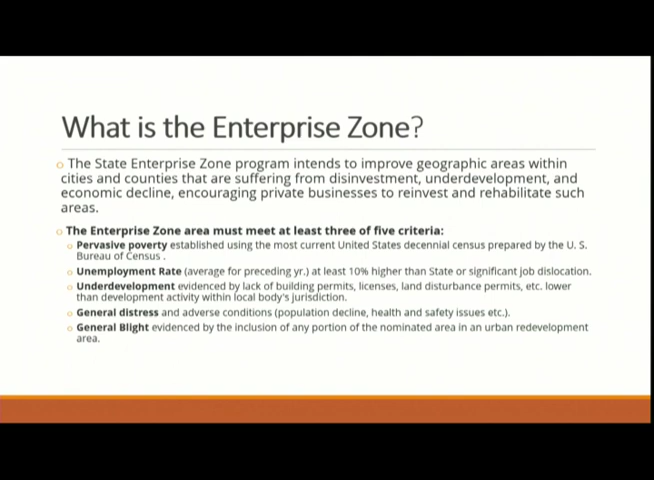 What is the Enterprise Zone?
o The State Enterprise Zone program intends to improve geographic areas within
cities and counties that are suffering from disinvestment, underdevelopment, and
economic decline, encouraging private businesses to reinvest and rehabilitate such
areas.
o The Enterprise Zone area must meet at least three of five criteria:
o Pervasive poverty established using the most current United States decennial census prepared by the U. S.
Bureau of Census .
o Unemployment Rate (average for preceding yr.) at least 10% higher than State or significant job dislocation.
o Underdevelopment evidenced by lack of building permits, licenses, land disturbance permits, etc. lower
than development activity within local body's jurisdiction.
o General distress and adverse conditions (population decline, health and safety issues etc.).
o General Blight evidenced by the inclusion of any portion of the nominated area in an urban redevelopment
area.